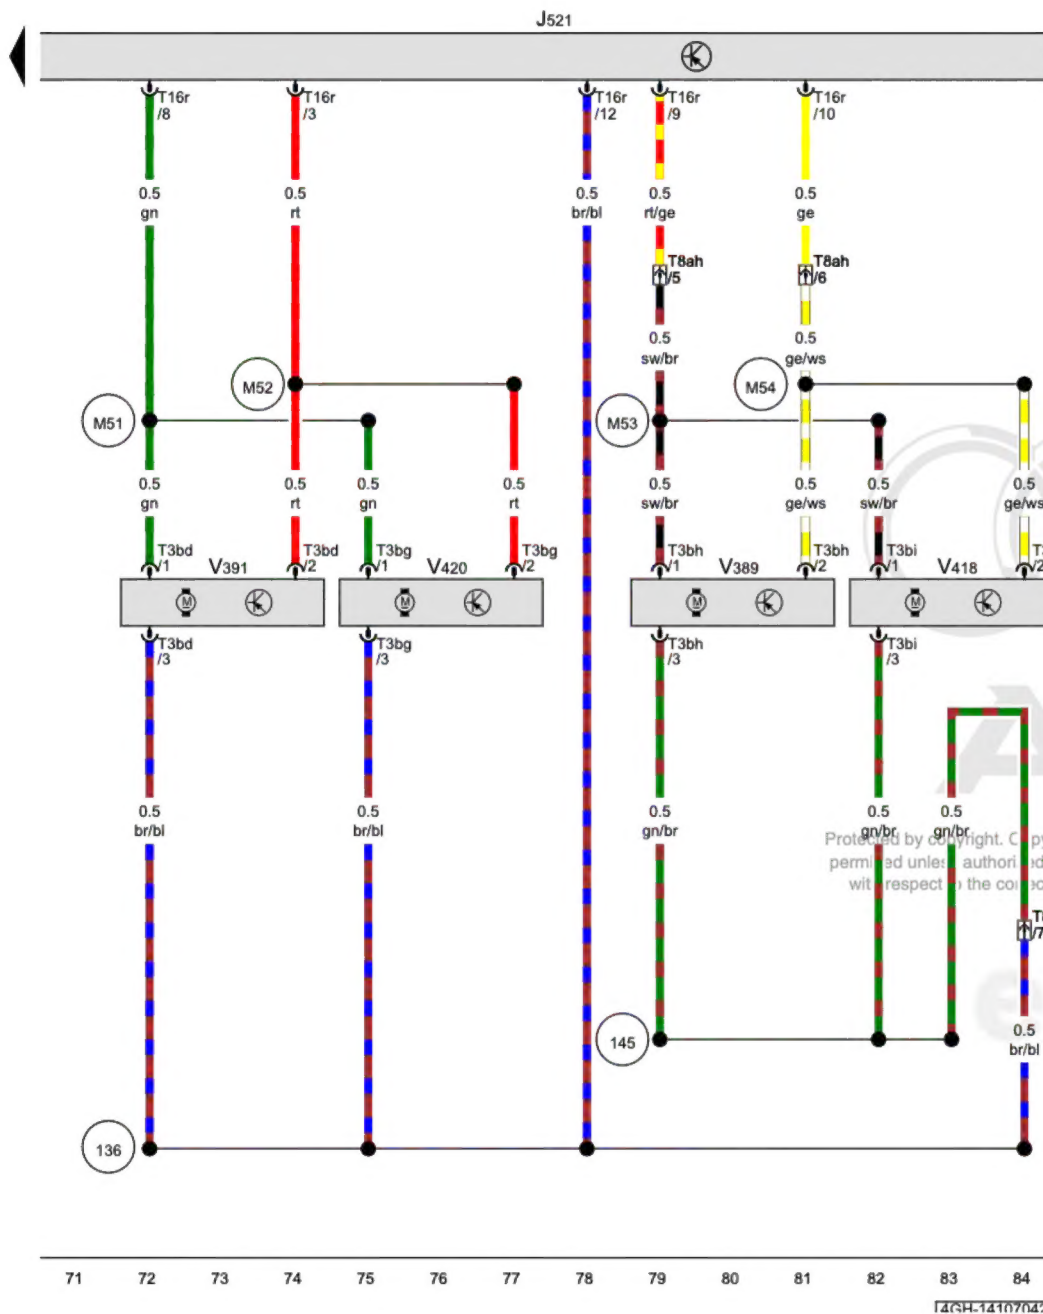 J521
T16r T16r T16r T16r T16r
/8 /3 /12 /9 /10
0.5 0.5 0.5 0.5 0.5
gn rt br/bl rt/ge ge
T8ah T8ah
/5 /6
0.5 0.5
sw/br ge/ws
M52 M54
M51 M53
0.5 0.5 0.5 0.5 0.5 0.5 0.5 0.5
gn rt gn rt sw/br ge/ws sw/br ge/ws
T3bd T3bd T3bg T3bg T3bh T3bh T3bi
/1 V391 /2 /1 V420 /2 /1 V389 /2 /1 V418 /2
M M M M
T3bd T3bg T3bh T3bi
/3 /3 /3 /3
0.5 0.5 0.5 0.5 0.5
br/bl br/bl gn/br gn/br gn/br
Protected by copyright.
unless
respect to the
/7
0.5
145
br/bl
136
71 72 73 74 75 76 77 78 79 80 81 82 83 84